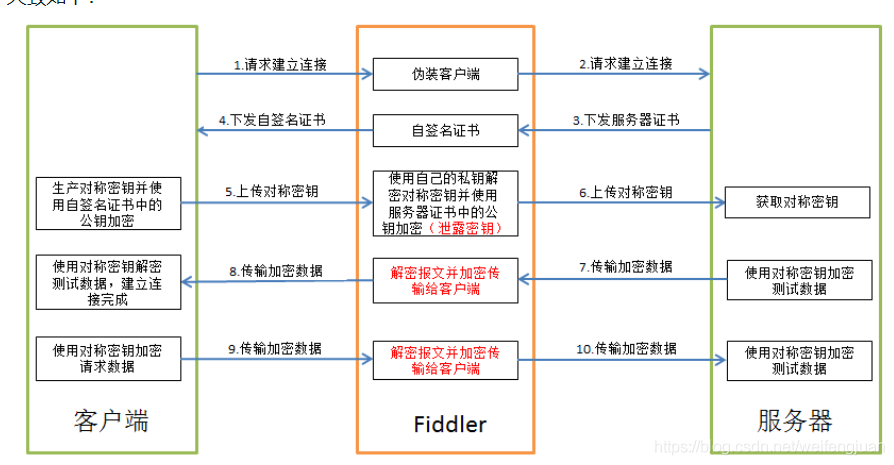 大致如下：
1.请求建立连接
伪装客户端
2.请求建立连接
4.下发自签名证书
自签名证书
3.下发服务器证书
生产对称密钥并使
用自签名证书中的
公钥加密
5.上传对称密钥
使用自己的私钥解
密对称密钥并使用
服务器证书中的公
钥加密（泄露密钥）
6.上传对称密钥
获取对称密钥
使用对称密钥解密
测试数据，建立连
接完成
8.传输加密数据
解密报文并加密传
输给客户端
7.传输加密数据
使用对称密钥加密
测试数据
使用对称密钥加密
请求数据
9.传输加密数据
解密报文并加密传
输给客户端
10.传输加密数据
使用对称密钥加密
测试数据
客户端
Fiddler
服务器
https://blog.csdn.net/weifengjuan